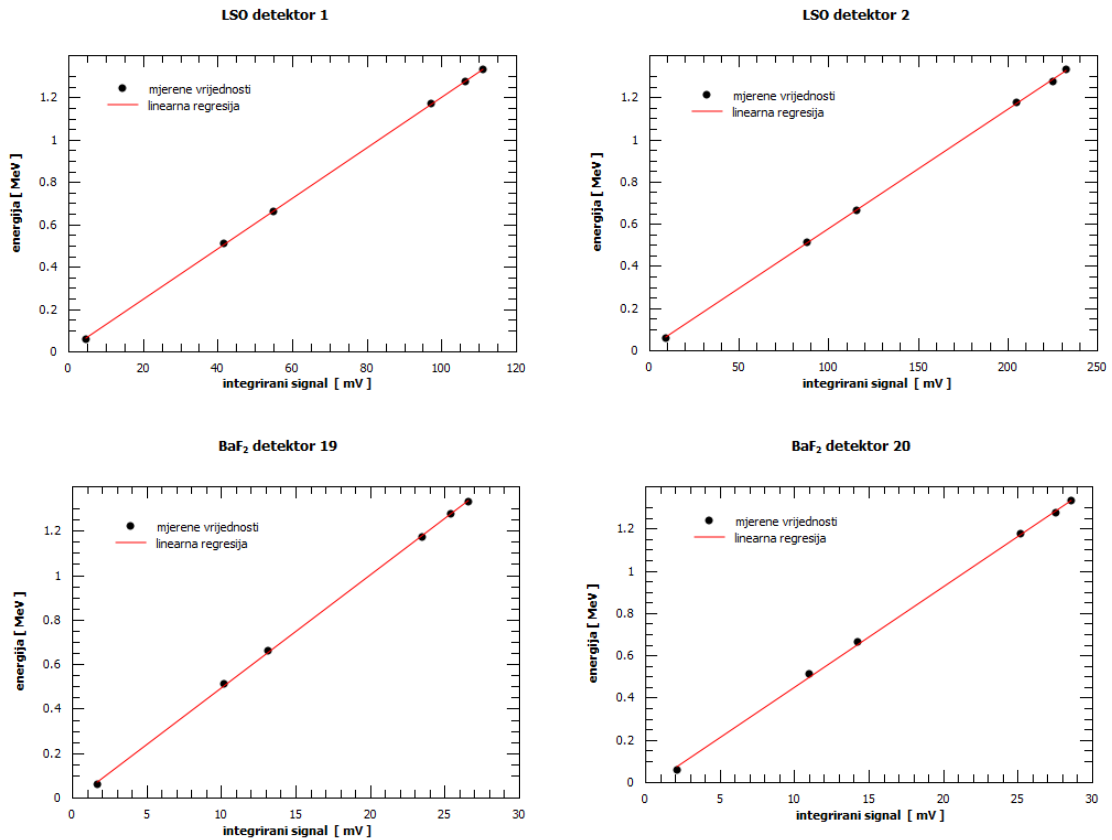 LSO detektor 1
mjerene vrijednosti
linearna regresija
energija [ MeV ]
1.2
1
0.8
0.6
0.4
0.2
0
0 20 40 60 80 100 120
integrirani signal [ mV ]
LSO detektor 2
mjerene vrijednosti
linearna regresija
energija [ MeV ]
1.2
1
0.8
0.6
0.4
0.2
0
0 50 100 150 200 250
integrirani signal [ mV ]
BaF₂ detektor 19
mjerene vrijednosti
linearna regresija
energija [ MeV ]
1.2
1
0.8
0.6
0.4
0.2
0
0 5 10 15 20 25 30
integrirani signal [ mV ]
BaF₂ detektor 20
mjerene vrijednosti
linearna regresija
energija [ MeV ]
1.2
1
0.8
0.6
0.4
0.2
0
0 5 10 15 20 25 30
integrirani signal [ mV ]